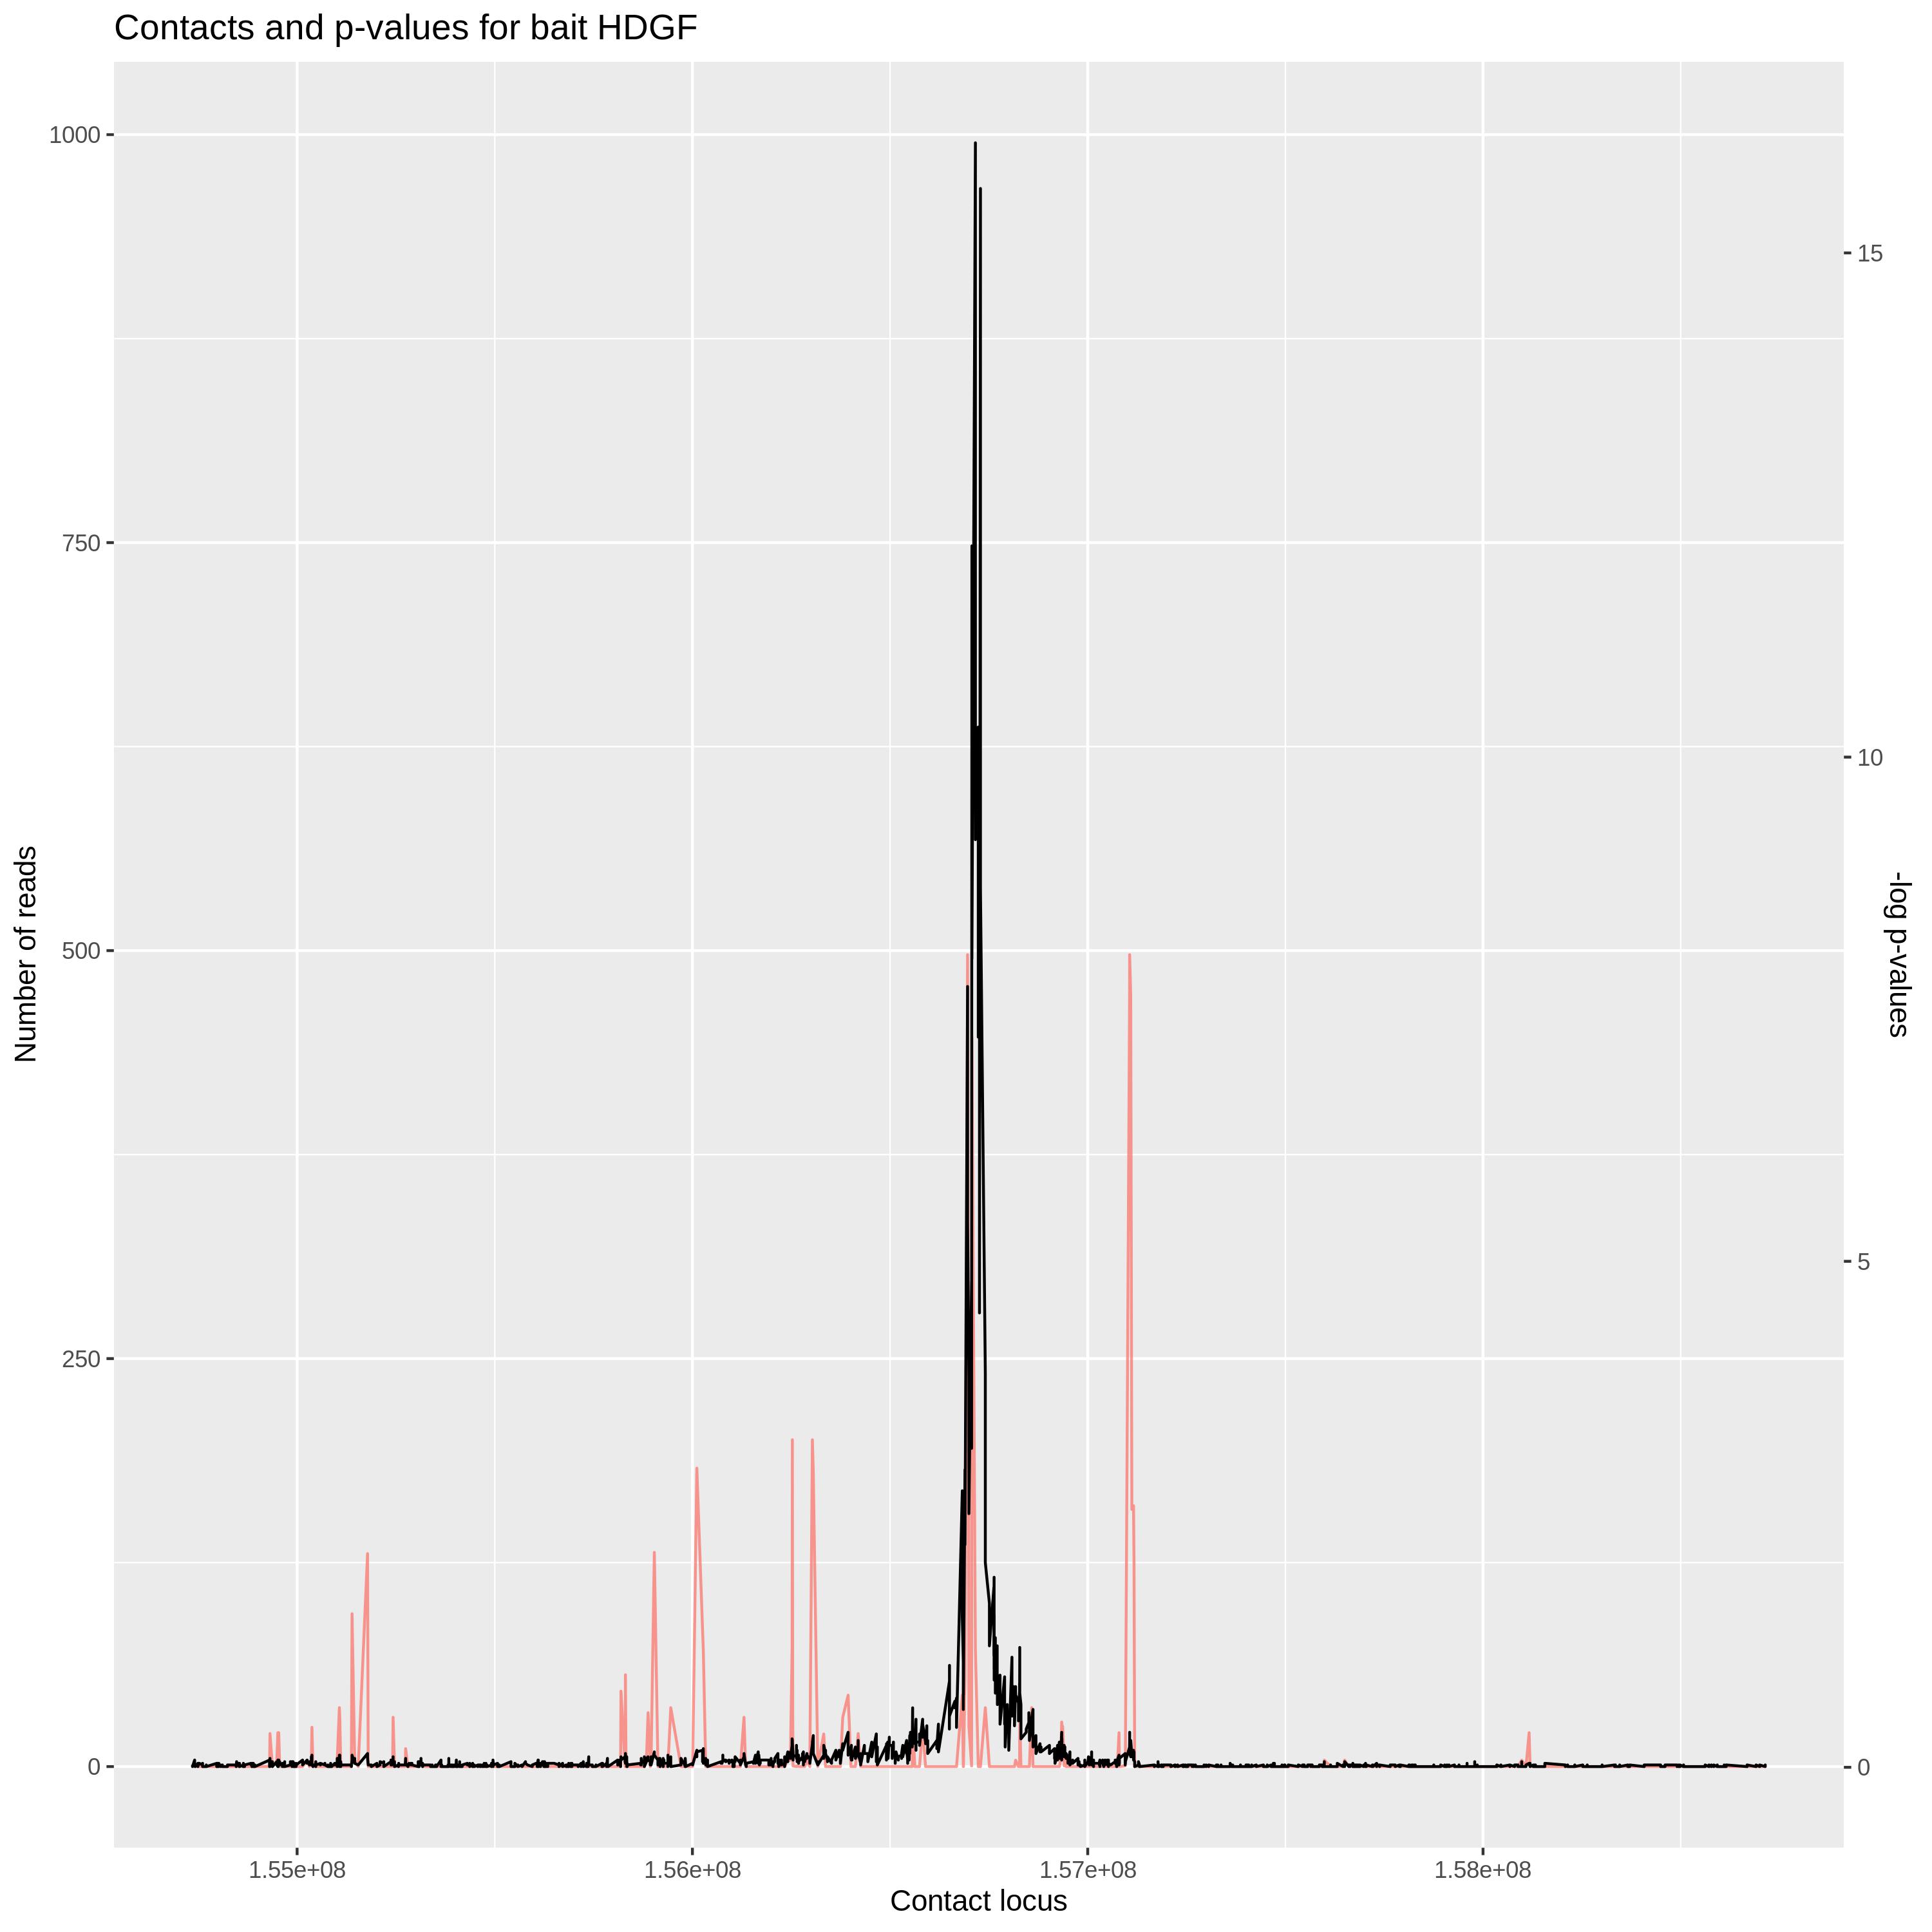 Contacts and p-values for bait HDGF
1000
750
500
250
0
Number of reads
15
10
5
0
-log p-values
1.55e+08
1.56e+08
1.57e+08
1.58e+08
Contact locus